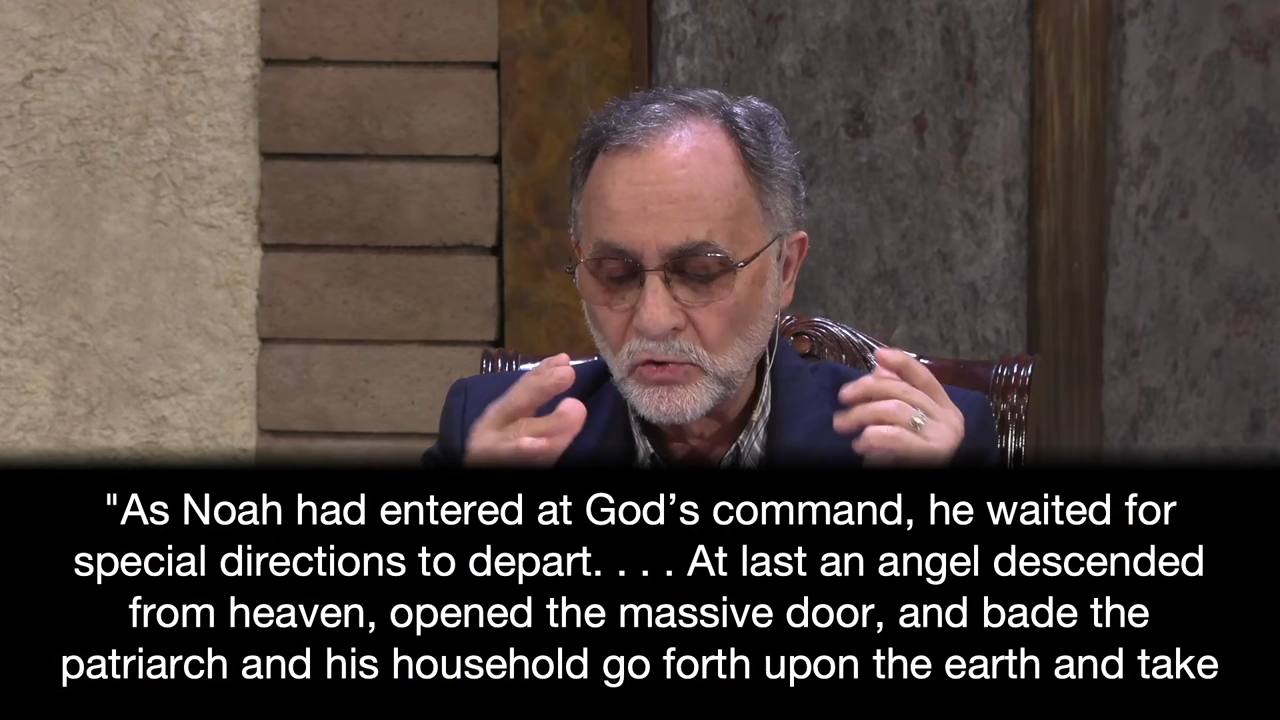 "As Noah had entered at God’s command, he waited for
special directions to depart. . . . At last an angel descended
from heaven, opened the massive door, and bade the
patriarch and his household go forth upon the earth and take